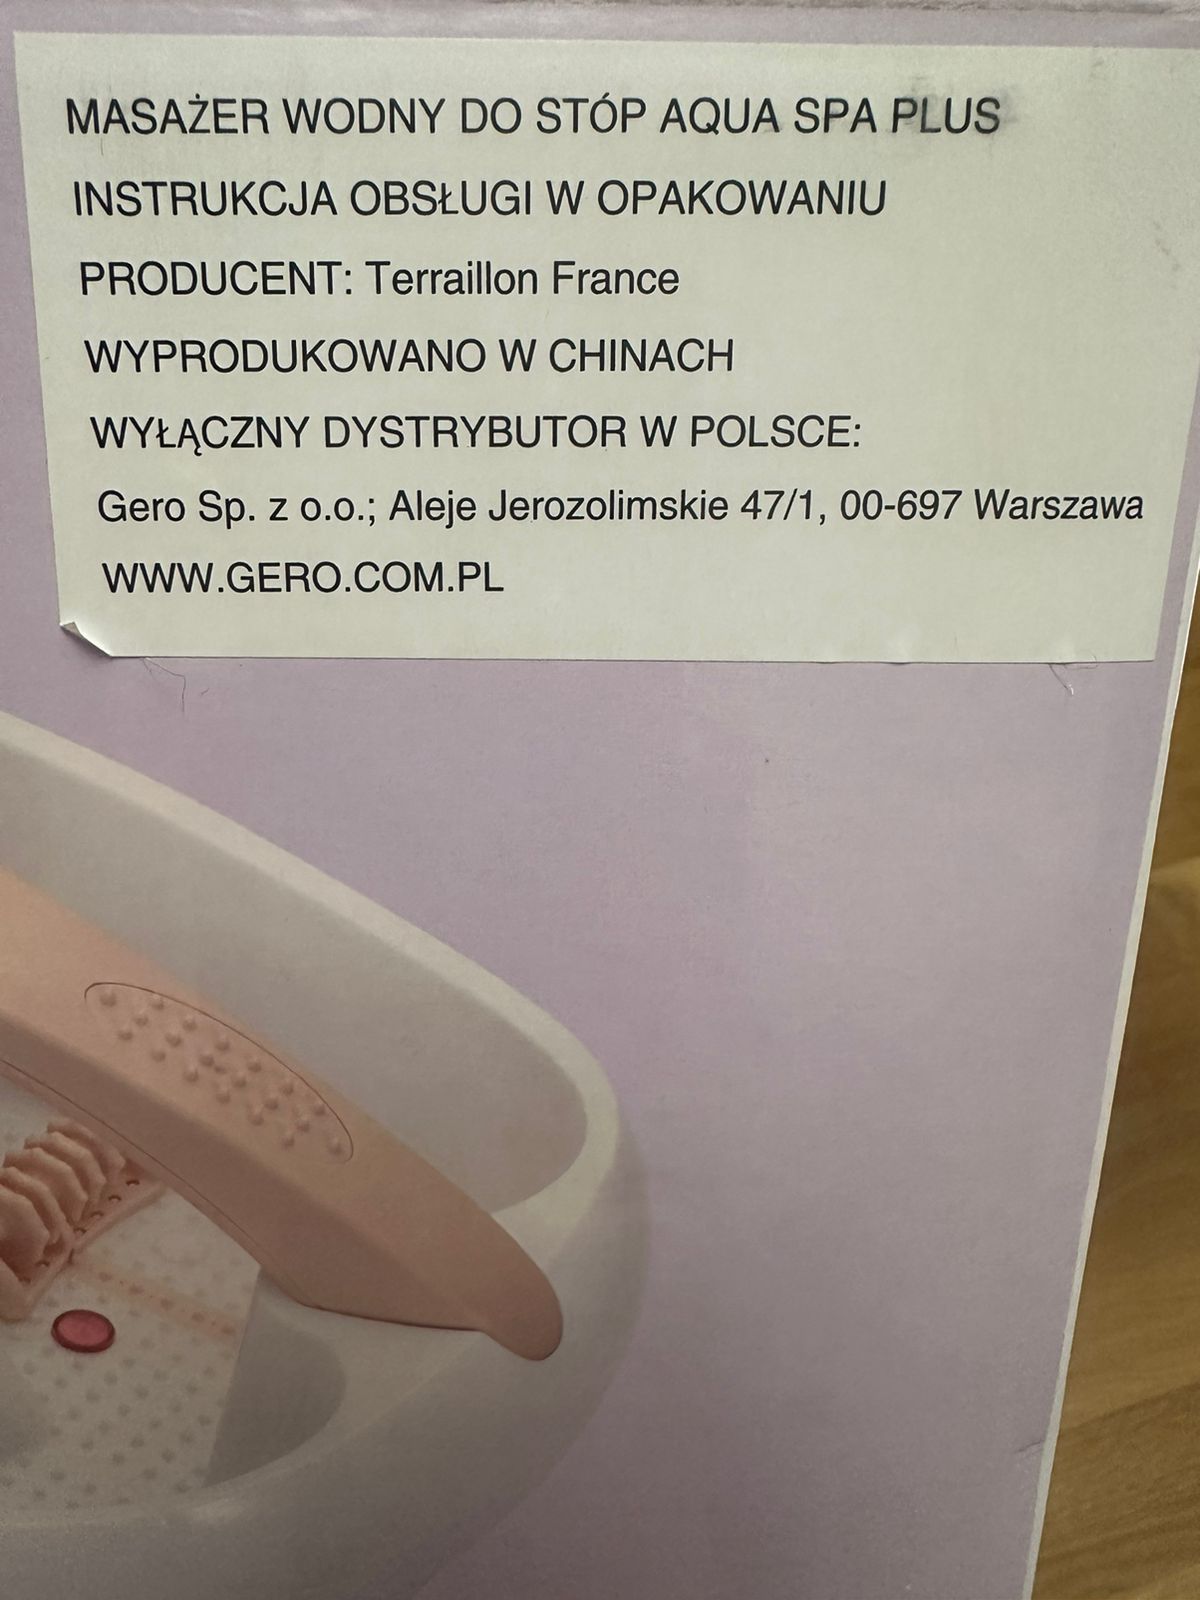 MASAŻER WODNY DO STÓP AQUA SPA PLUS
INSTRUKCJA OBSŁUGI W OPAKOWANIU
PRODUCENT: Terraillon France
WYPRODUKOWANO W CHINACH
WYŁĄCZNY DYSTRYBUTOR W POLSCE:
Gero Sp. z o.o.; Aleje Jerozolimskie 47/1, 00-697 Warszawa
WWW.GERO.COM.PL